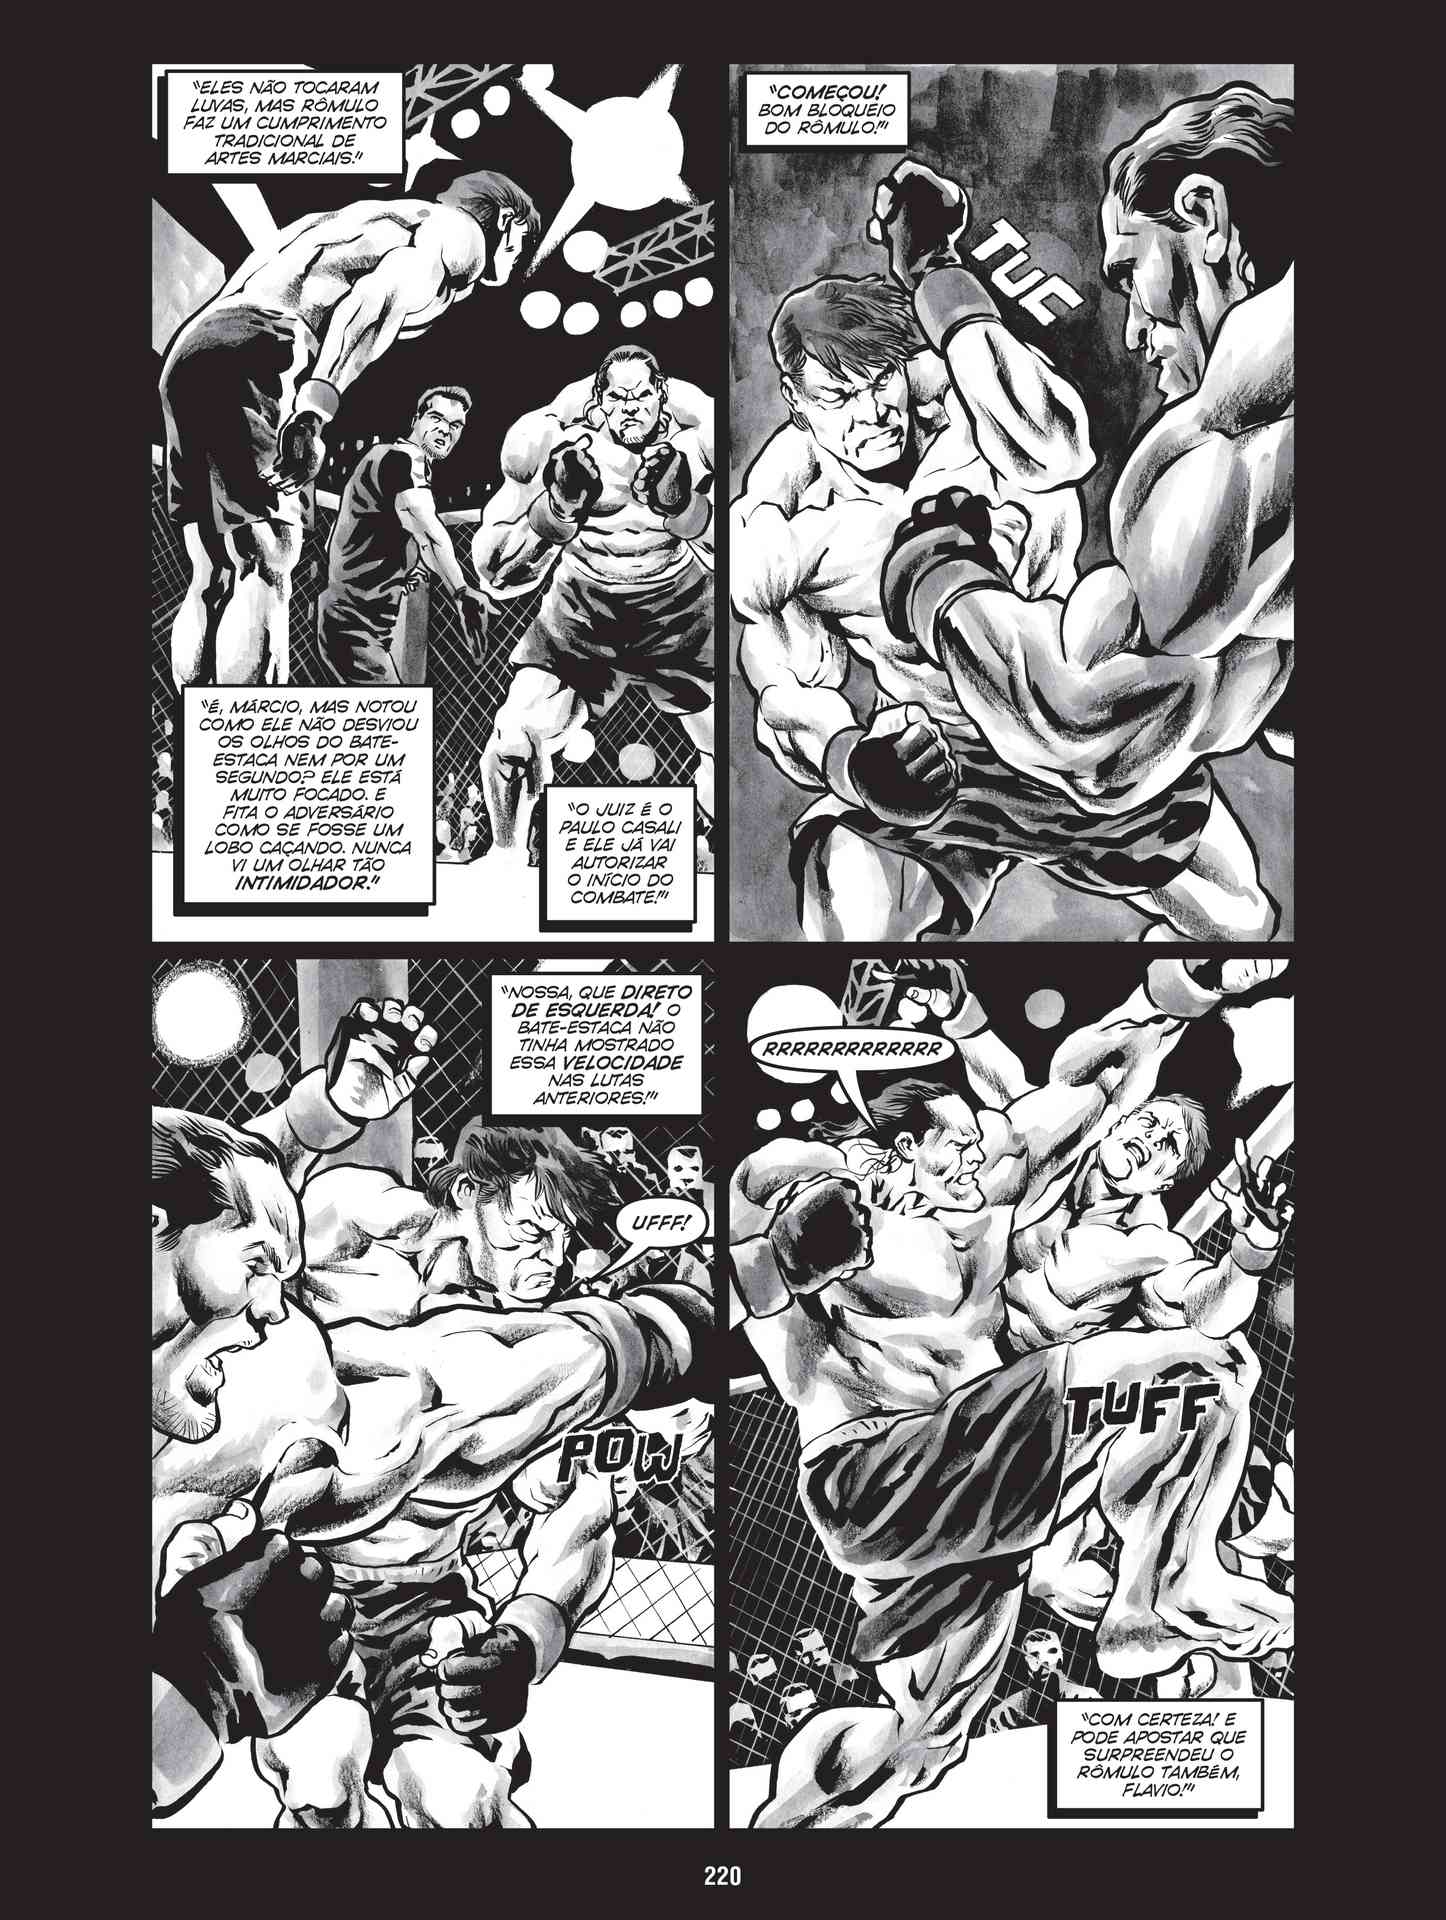 "ELES NÃO TOCARAM
LUVAS, MAS RÔMULO
FAZ UM CUMPRIMENTO
TRADICIONAL DE
ARTES MARCIAIS."
"É, MÁRCIO, MAS NOTOU
COMO ELE NÃO DESVIOU
OS OLHOS DO BATE-
ESTACA NEM POR UM
SEGUNDO? ELE ESTÁ
MUITO FOCADO. E
FITA O ADVERSÁRIO
COMO SE FOSSE UM
LOBO CAÇANDO. NUNCA
VI UM OLHAR TÃO
INTIMIDADOR."
"O JUIZ É O
PAULO CASALI
E ELE JÁ VAI
AUTORIZAR
O INÍCIO DO
COMBATE!"
"COMEÇOU!
BOM BLOQUEIO
DO RÔMULO!"
TUC
"NOSSA, QUE DIRETO
DE ESQUERDA! O
BATE-ESTACA NÃO
TINHA MOSTRADO
ESSA VELOCIDADE
NAS LUTAS
ANTERIORES!"
UFFF!
POW
RRRRRRRRRRRRR
TUFF
"COM CERTEZA! E
PODE APOSTAR QUE
SURPREENDEU O
RÔMULO TAMBÉM,
FLAVIO!"
220